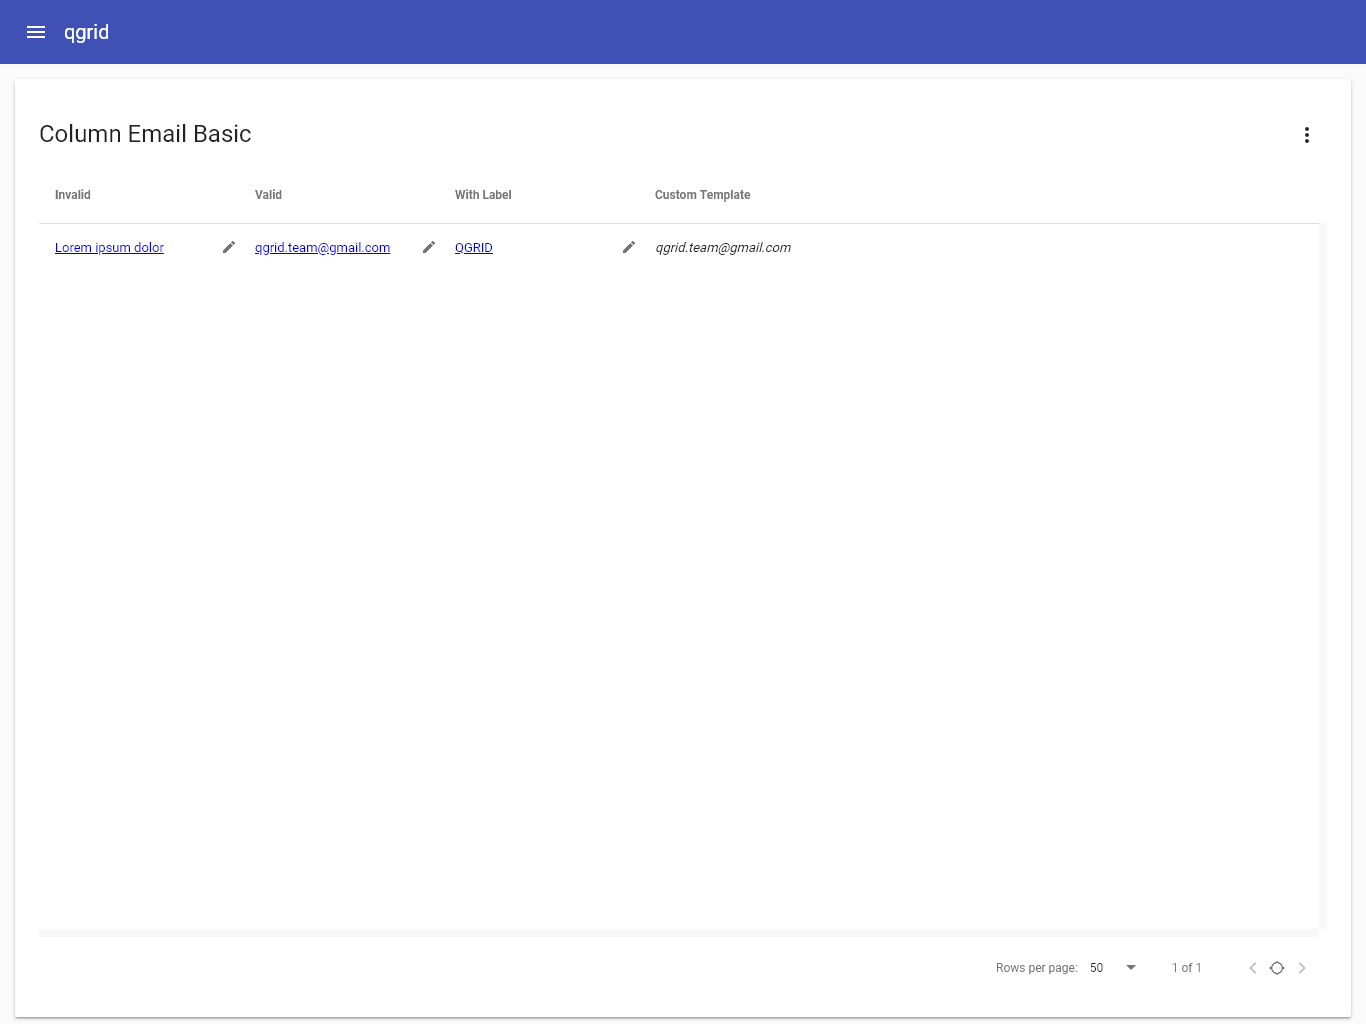 qgrid
Column Email Basic
Invalid Valid With Label Custom Template
Lorem ipsum dolor qgrid.team@gmail.com QGRID qgrid.team@gmail.com
Rows per page: 50 1 of 1